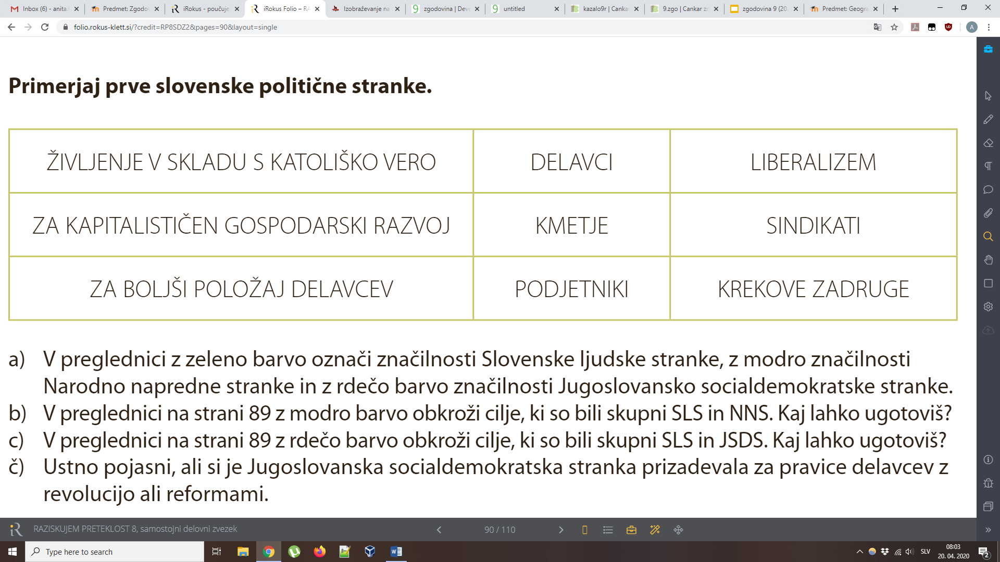 Inbox (6) - anita.
Predmet: Zgodo
iRokus - poučuje
iRokus Folio – RA
Izobraževanje na
zgodovina | Dev
untitled
kazalo9r | Canka
9.zgo | Cankar zn
zgodovina 9 (20
Predmet: Geogra
folio.rokus-klett.si/?credit=RP8SDZ2&pages=90&layout=single
A
Primerjaj prve slovenske politične stranke.
ŽIVLJENJE V SKLADU S KATOLIŠKO VERO
DELAVCI
LIBERALIZEM
ZA KAPITALISTIČEN GOSPODARSKI RAZVOJ
KMETJE
SINDIKATI
ZA BOLJŠI POLOŽAJ DELAVCEV
PODJETNIKI
KREKOVE ZADRUGE
a) V preglednici z zeleno barvo označi značilnosti Slovenske ljudske stranke, z modro značilnosti
Narodno napredne stranke in z rdečo barvo značilnosti Jugoslovansko socialdemokratske stranke.
b) V preglednici na strani 89 z modro barvo obkroži cilje, ki so bili skupni SLS in NNS. Kaj lahko ugotoviš?
c) V preglednici na strani 89 z rdečo barvo obkroži cilje, ki so bili skupni SLS in JSDS. Kaj lahko ugotoviš?
č) Ustno pojasni, ali si je Jugoslovanska socialdemokratska stranka prizadevala za pravice delavcev z
revolucijo ali reformami.
iR
RAZISKUJEM PRETEKLOST 8, samostojni delovni zvezek
90 / 110
Type here to search
SLV
08:03
20. 04. 2020
2